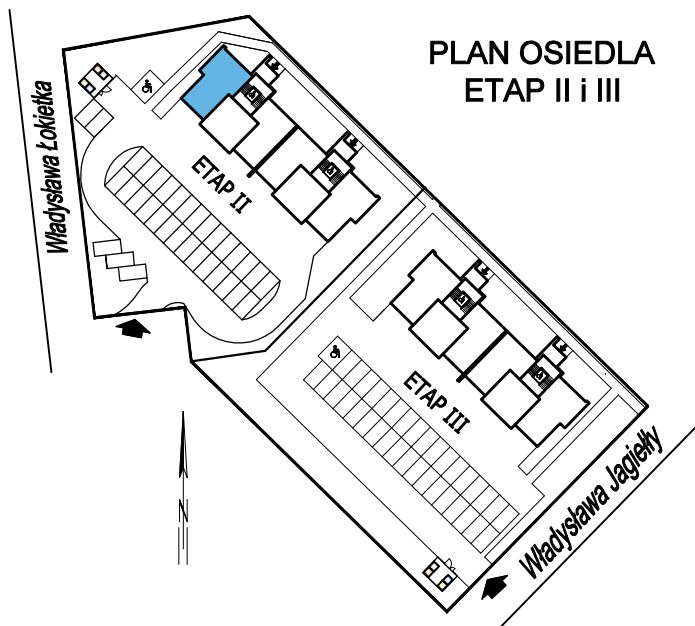 PLAN OSIEDLA
ETAP II i III
Władysława Łokietka
ETAP II
ETAP III
Władysława Jagiełły
N